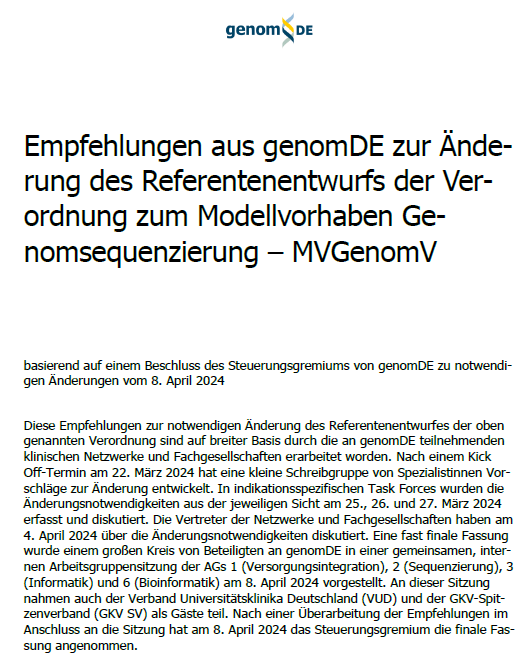 genomDE
Empfehlungen aus genomDE zur Ände-
rung des Referentenentwurfs der Ver-
ordnung zum Modellvorhaben Ge-
nomsequenzierung – MVGenomV
basierend auf einem Beschluss des Steuerungsgremiums von genomDE zu notwendi-
gen Änderungen vom 8. April 2024
Diese Empfehlungen zur notwendigen Änderung des Referentenentwurfes der oben
genannten Verordnung sind auf breiter Basis durch die an genomDE teilnehmenden
klinischen Netzwerke und Fachgesellschaften erarbeitet worden. Nach einem Kick
Off-Termin am 22. März 2024 hat eine kleine Schreibgruppe von Spezialistinnen Vor-
schläge zur Änderung entwickelt. In indikationsspezifischen Task Forces wurden die
Änderungsnotwendigkeiten aus der jeweiligen Sicht am 25., 26. und 27. März 2024
erfasst und diskutiert. Die Vertreter der Netzwerke und Fachgesellschaften haben am
4. April 2024 über die Änderungsnotwendigkeiten diskutiert. Eine fast finale Fassung
wurde einem großen Kreis von Beteiligten an genomDE in einer gemeinsamen, inter-
nen Arbeitsgruppensitzung der AGs 1 (Versorgungsintegration), 2 (Sequenzierung), 3
(Informatik) und 6 (Bioinformatik) am 8. April 2024 vorgestellt. An dieser Sitzung
nahmen auch der Verband Universitätsklinika Deutschland (VUD) und der GKV-Spit-
zenverband (GKV SV) als Gäste teil. Nach einer Überarbeitung der Empfehlungen im
Anschluss an die Sitzung hat am 8. April 2024 das Steuerungsgremium die finale Fas-
sung angenommen.